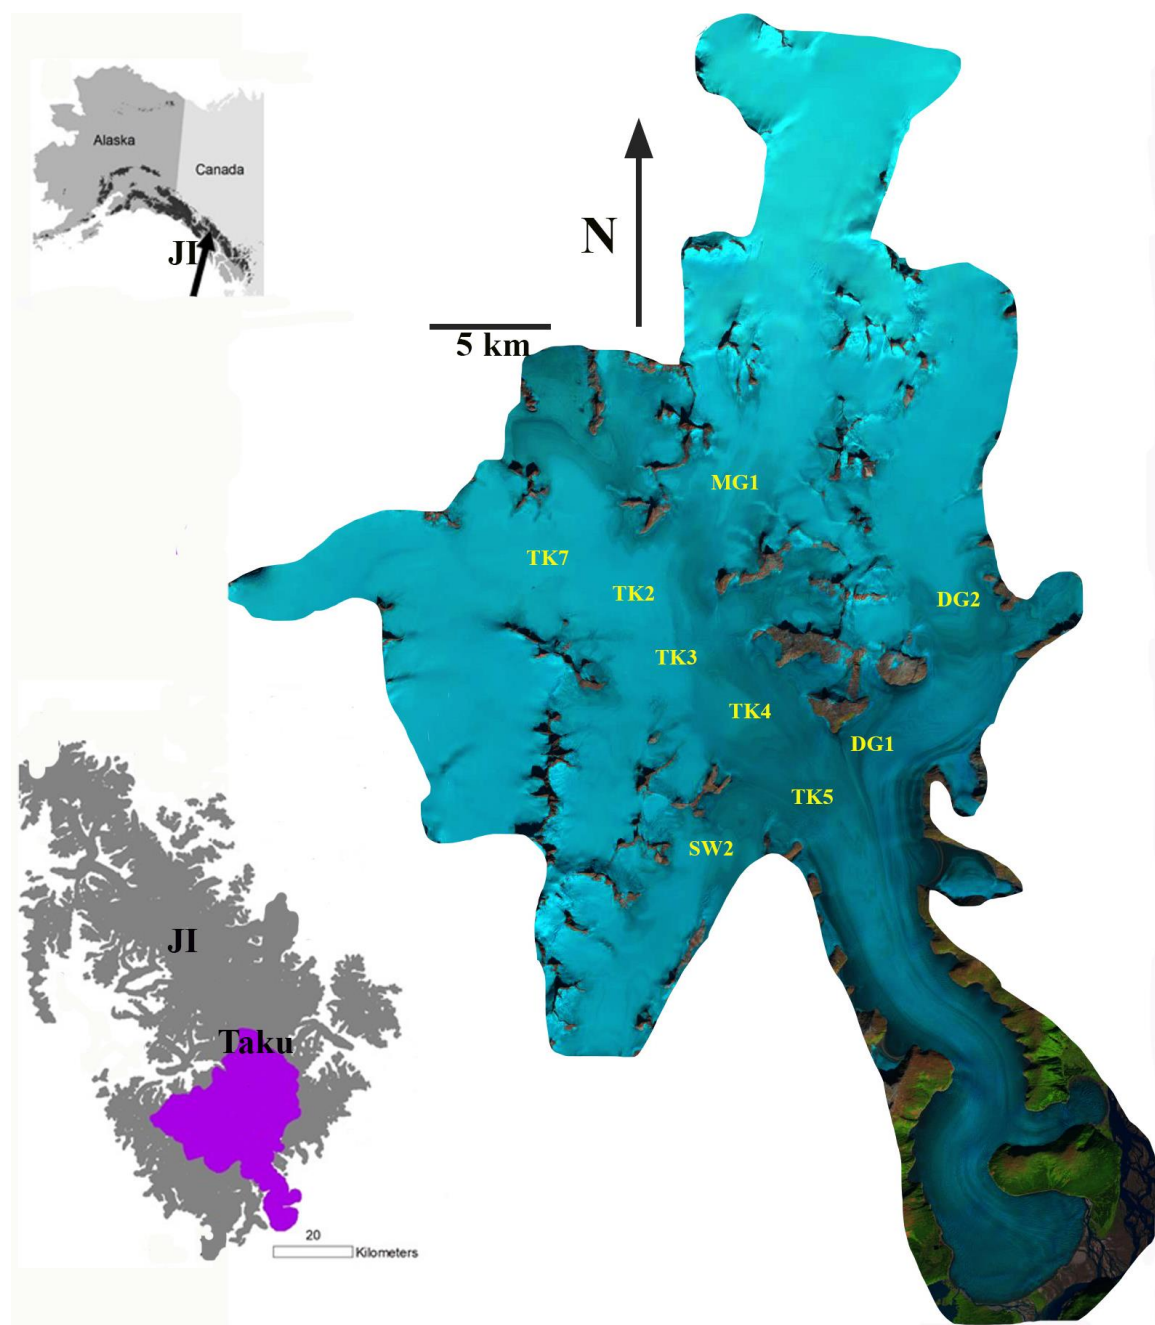 Alaska
Canada
JI
N
5 km
MG1
TK7
TK2
DG2
TK3
TK4
DG1
TK5
SW2
JI
Taku
20
Kilometers